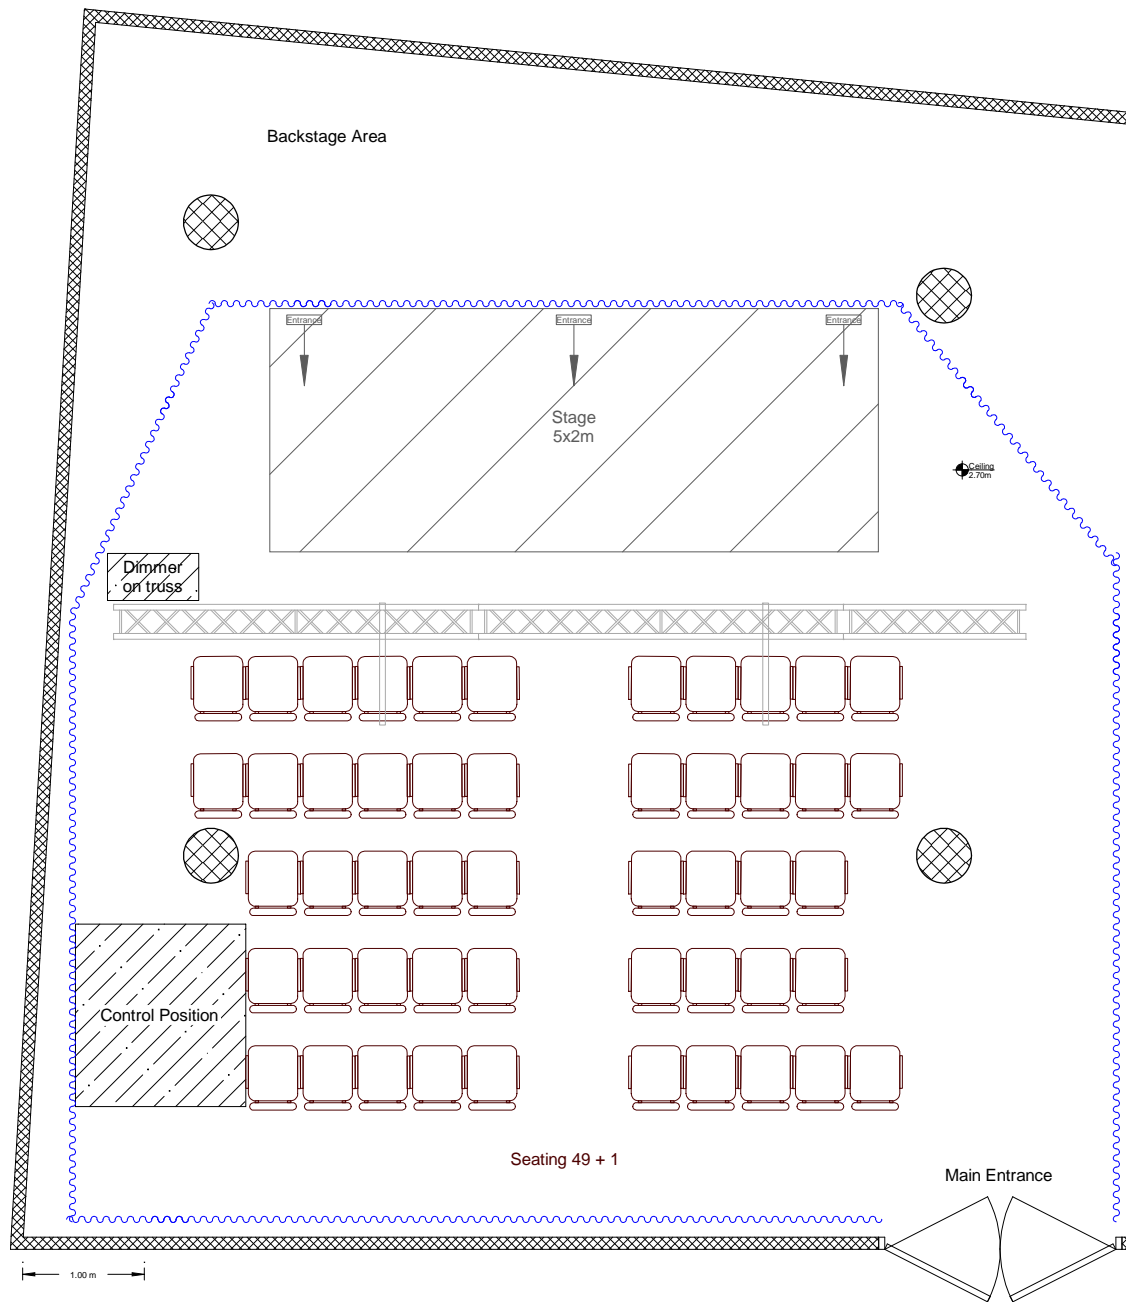 Backstage Area
Entrance
Entrance
Entrance
Stage
5x2m
Ceiling
2.70m
Dimmer
on truss
Control Position
Seating 49 + 1
Main Entrance
1.00 m